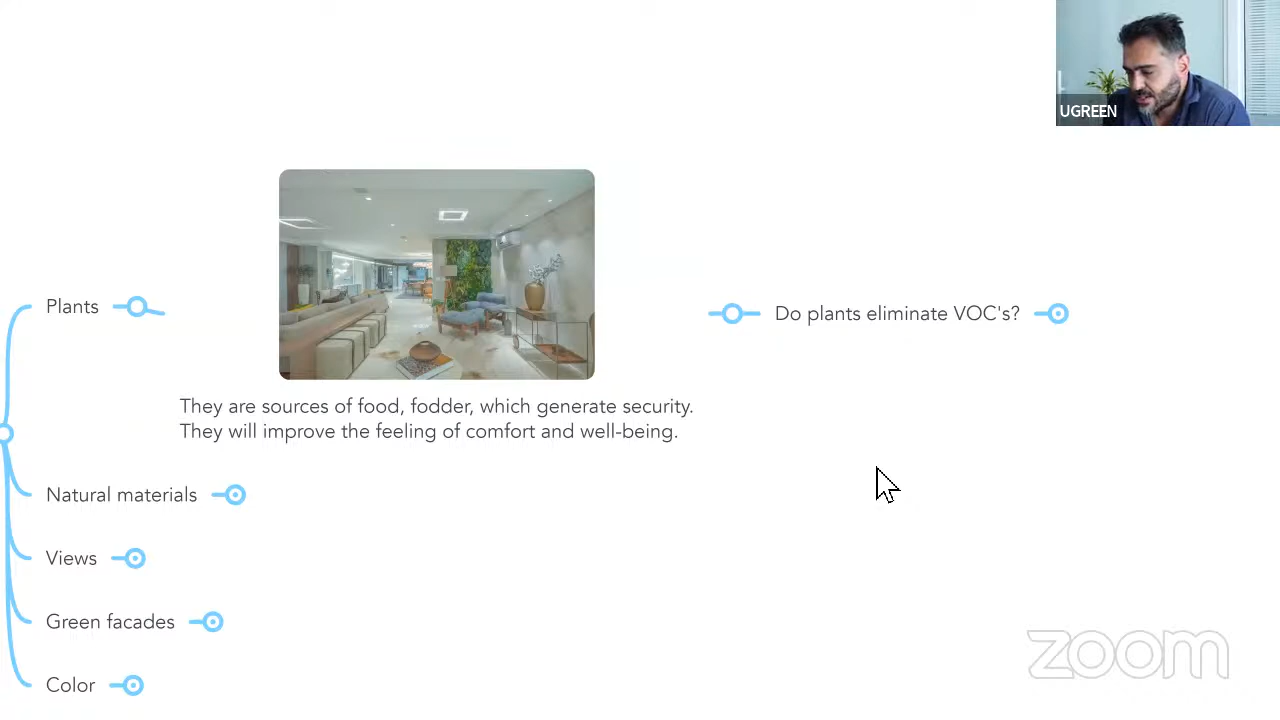 UGREEN
Plants
Do plants eliminate VOC's?
They are sources of food, fodder, which generate security.
They will improve the feeling of comfort and well-being.
Natural materials
Views
Green facades
Color
zoom